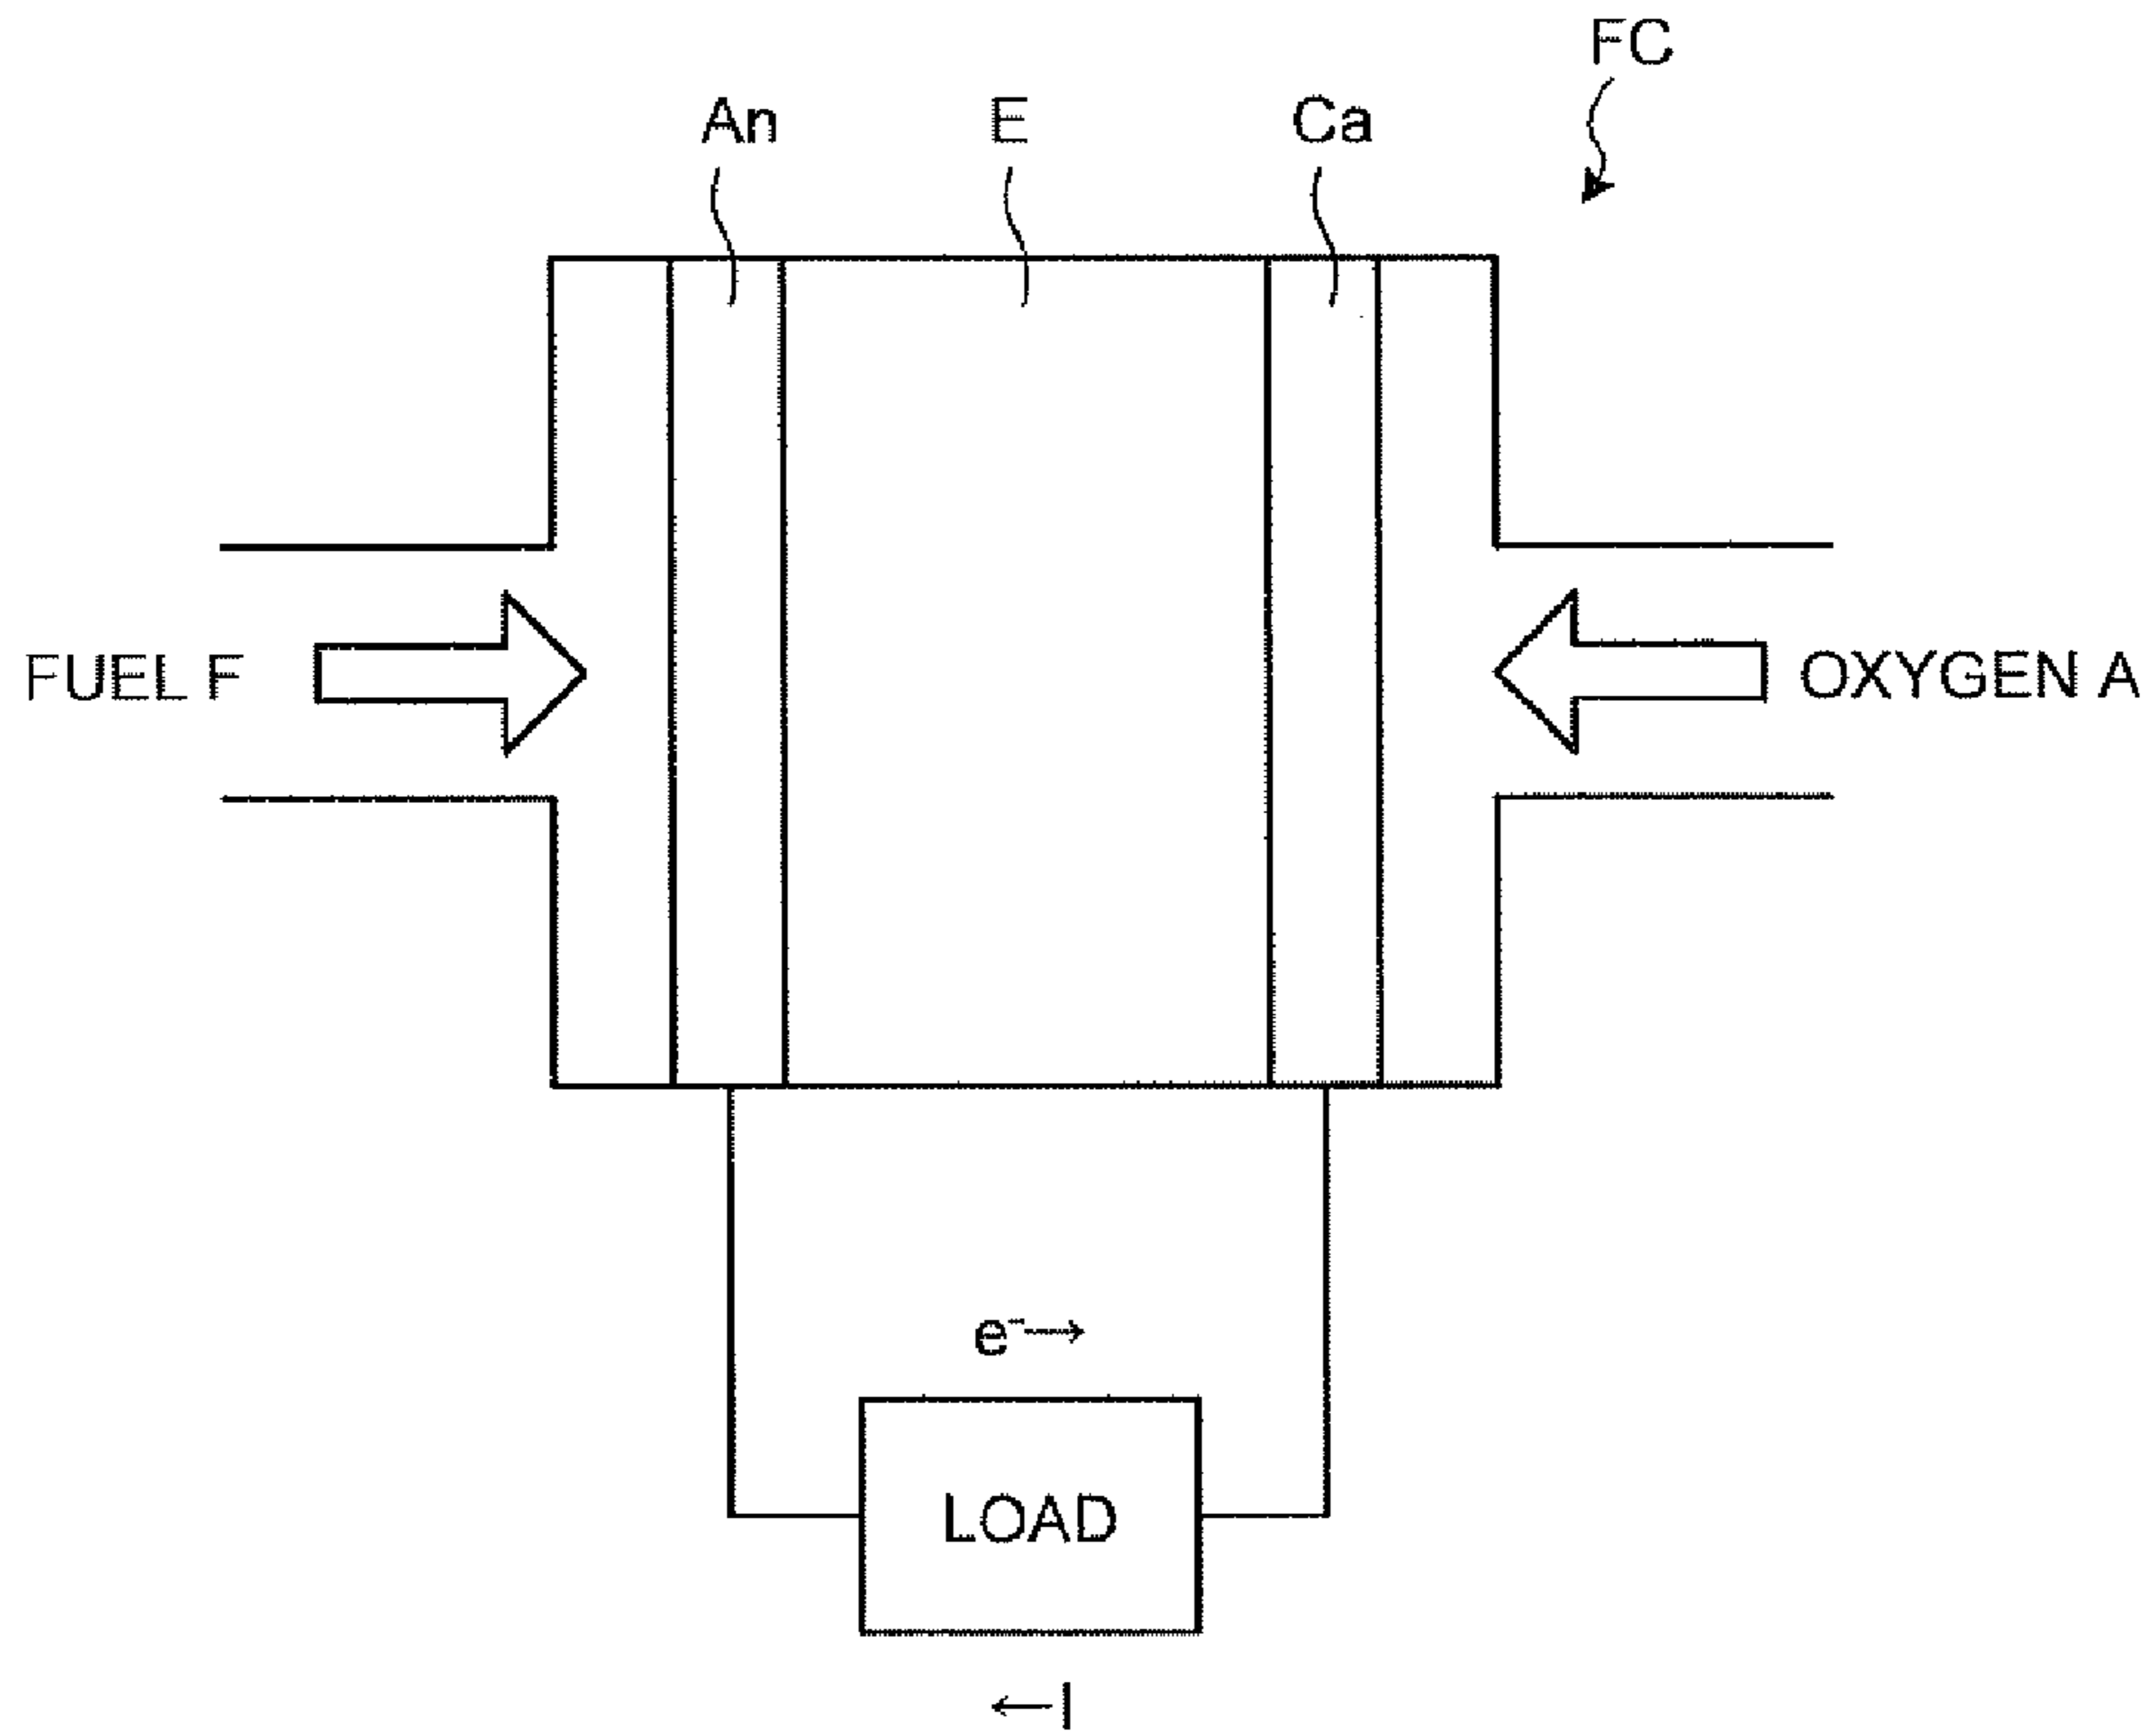 FC
An E Ca
FUEL F OXYGEN A
e⁻→
LOAD
←I